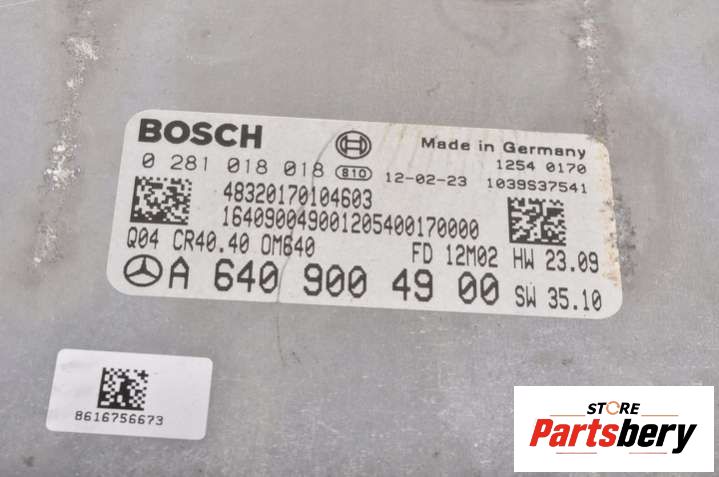 BOSCH
Made in Germany
1254 0170
0 281 018 018 810 12-02-23 1039S37541
48320170104603
164090049001205400170000
Q04 CR40.40 OM640 FD 12M02 HW 23.09
A 640 900 49 00 SW 35.10
8616756673
STORE
Partsbery